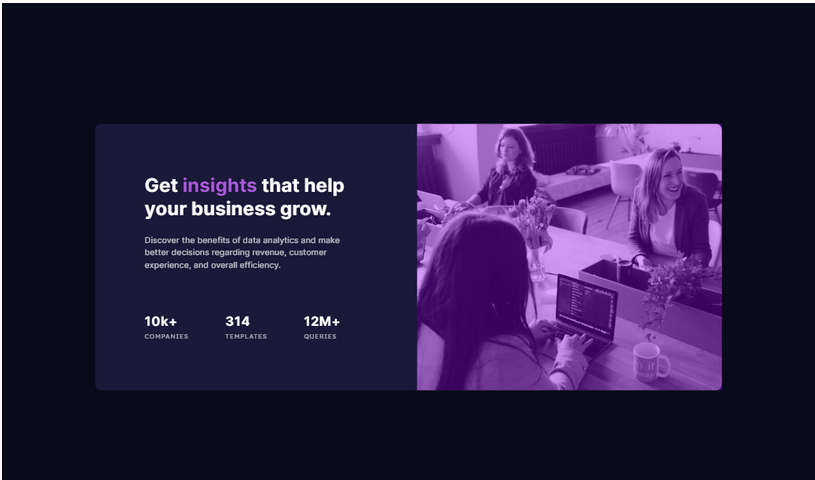 Get insights that help
your business grow.
Discover the benefits of data analytics and make
better decisions regarding revenue, customer
experience, and overall efficiency.
10k+ 314 12M+
COMPANIES TEMPLATES QUERIES